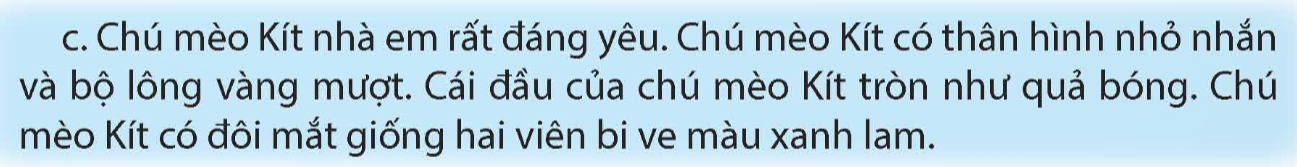 c. Chú mèo Kít nhà em rất đáng yêu. Chú mèo Kít có thân hình nhỏ nhắn
và bộ lông vàng mượt. Cái đầu của chú mèo Kít tròn như quả bóng. Chú
mèo Kít có đôi mắt giống hai viên bi ve màu xanh lam.